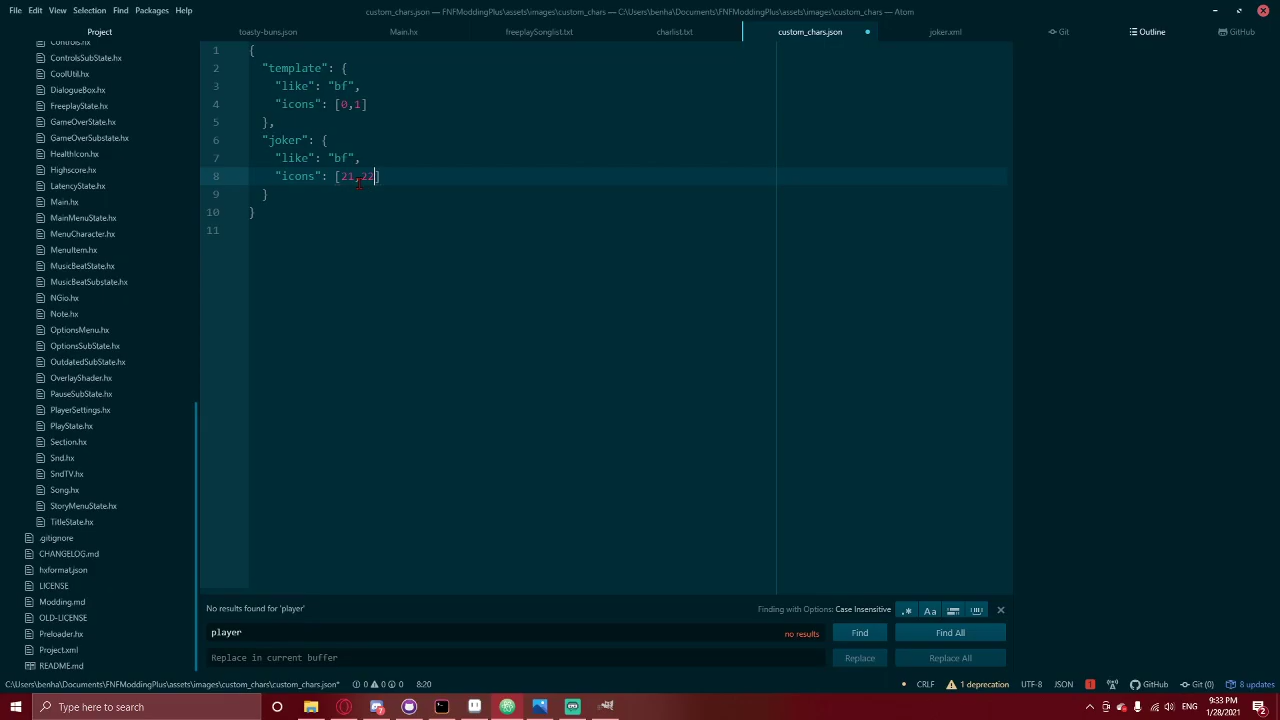 File Edit View Selection Find Packages Help
custom_chars.json — FNFModdingPlus\assets\images\custom_chars — C:\Users\benha\Documents\FNFModdingPlus\assets\images\custom_chars — Atom
Project
toasty-buns.json
Main.hx
freeplaySonglist.txt
charlist.txt
custom_chars.json
joker.xml
Git
Outline
GitHub
Controls.hx
ControlsSubState.hx
CoolUtil.hx
DialogueBox.hx
FreeplayState.hx
GameOverState.hx
GameOverSubstate.hx
HealthIcon.hx
Highscore.hx
LatencyState.hx
Main.hx
MainMenuState.hx
MenuCharacter.hx
MenuItem.hx
MusicBeatState.hx
MusicBeatSubstate.hx
NGio.hx
Note.hx
OptionsMenu.hx
OptionsSubState.hx
OutdatedSubState.hx
OverlayShader.hx
PauseSubState.hx
PlayerSettings.hx
PlayState.hx
Section.hx
Snd.hx
SndTV.hx
Song.hx
StoryMenuState.hx
TitleState.hx
.gitignore
CHANGELOG.md
hxformat.json
LICENSE
Modding.md
OLD-LICENSE
Preloader.hx
Project.xml
README.md
1 {
2 "template": {
3 "like": "bf",
4 "icons": [0,1]
5 },
6 "joker": {
7 "like": "bf",
8 "icons": [21,22]
9 }
10 }
11
No results found for 'player'
Finding with Options: Case Insensitive
.* Aa
player
no results
Find
Find All
Replace in current buffer
Replace
Replace All
C:\Users\benha\Documents\FNFModdingPlus\assets\images\custom_chars\custom_chars.json* 0 0 0 8:20
CRLF 1 deprecation UTF-8 JSON 1 GitHub Git (0) 8 updates
Type here to search
9:33 PM
1/28/2021